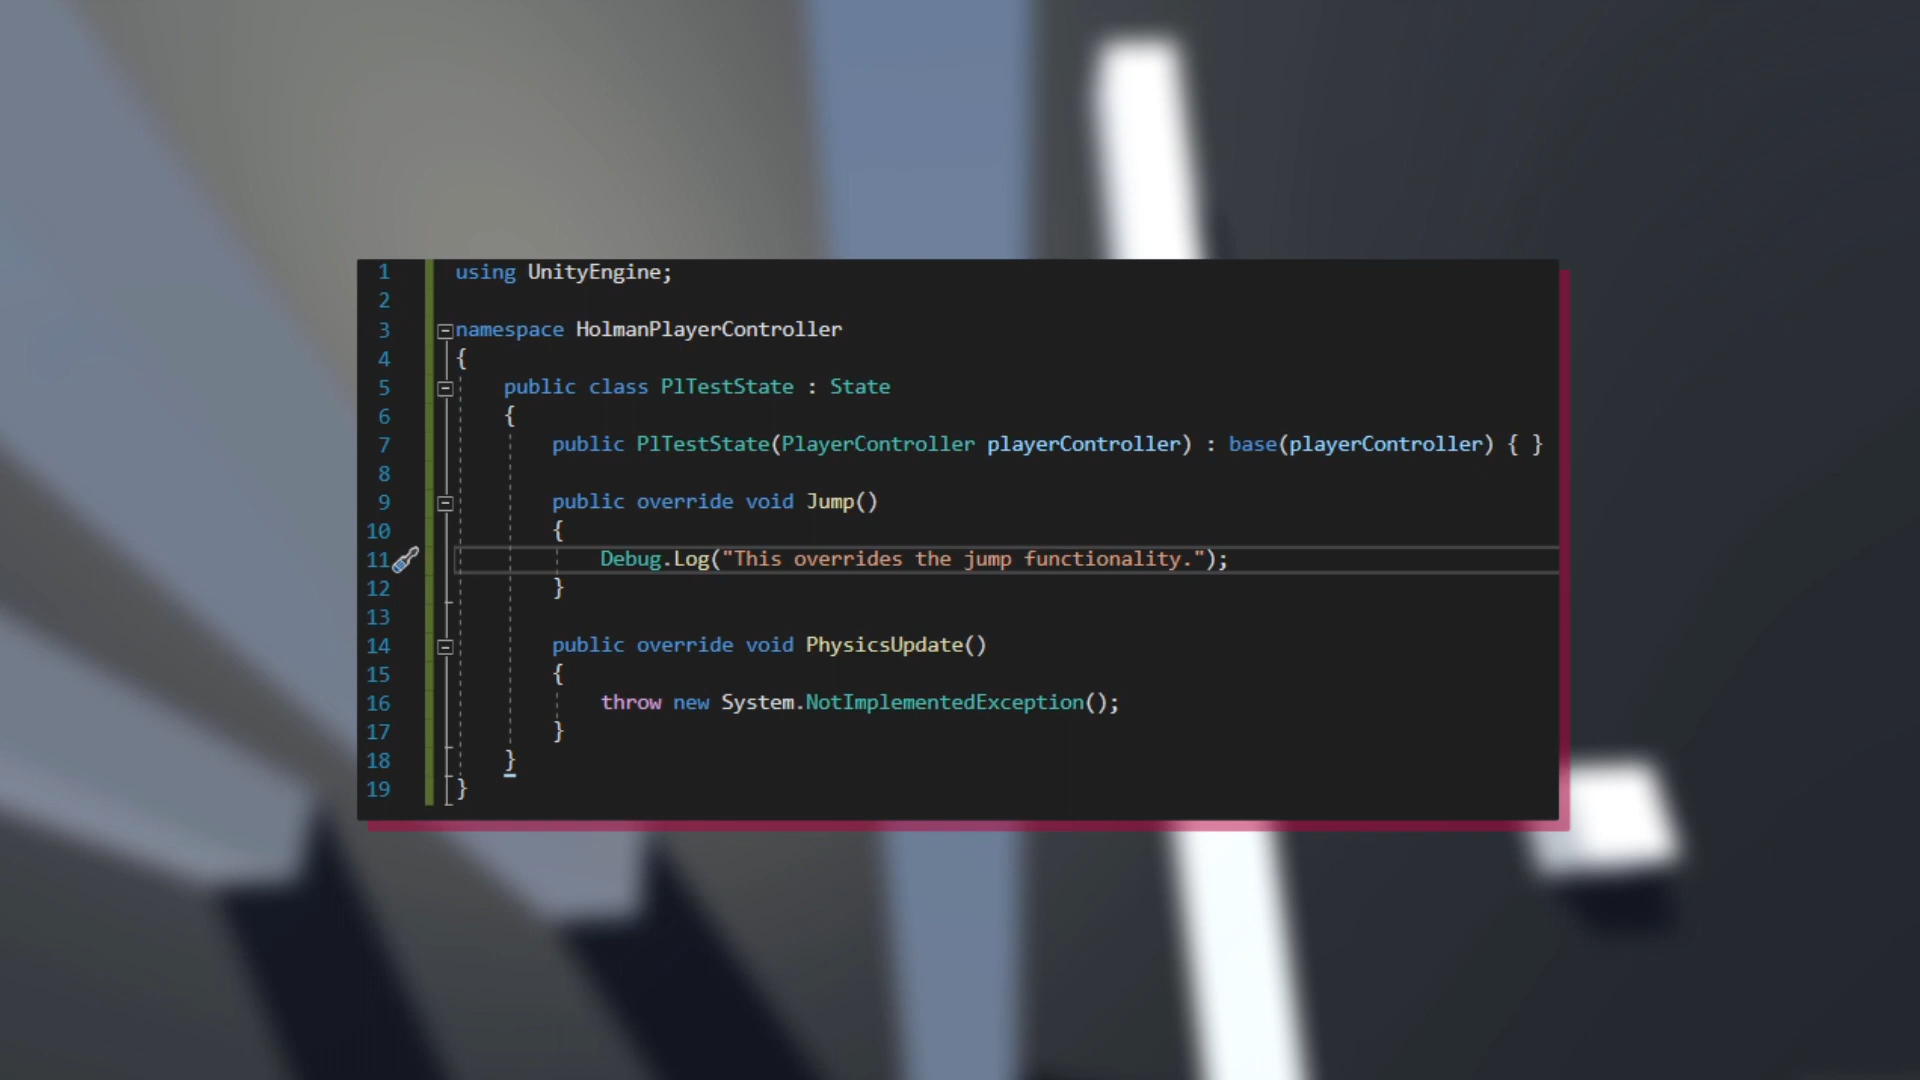 1 using UnityEngine;
2
3 namespace HolmanPlayerController
4 {
5 public class PlTestState : State
6 {
7 public PlTestState(PlayerController playerController) : base(playerController) { }
8
9 public override void Jump()
10 {
11 Debug.Log("This overrides the jump functionality.");
12 }
13
14 public override void PhysicsUpdate()
15 {
16 throw new System.NotImplementedException();
17 }
18 }
19 }